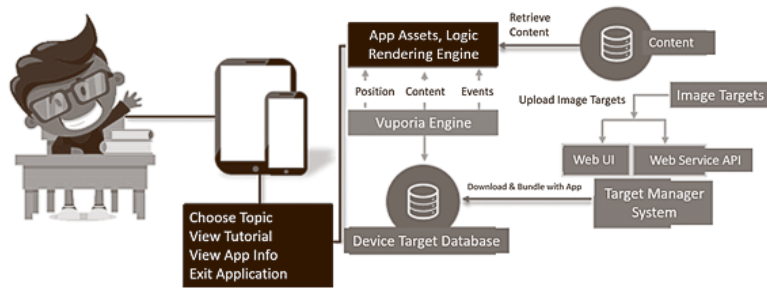 App Assets, Logic
Rendering Engine
Retrieve
Content
Content
Position
Content
Events
Vuporia Engine
Upload Image Targets
Image Targets
Web UI
Web Service API
Download & Bundle with App
Target Manager
System
Device Target Database
Choose Topic
View Tutorial
View App Info
Exit Application